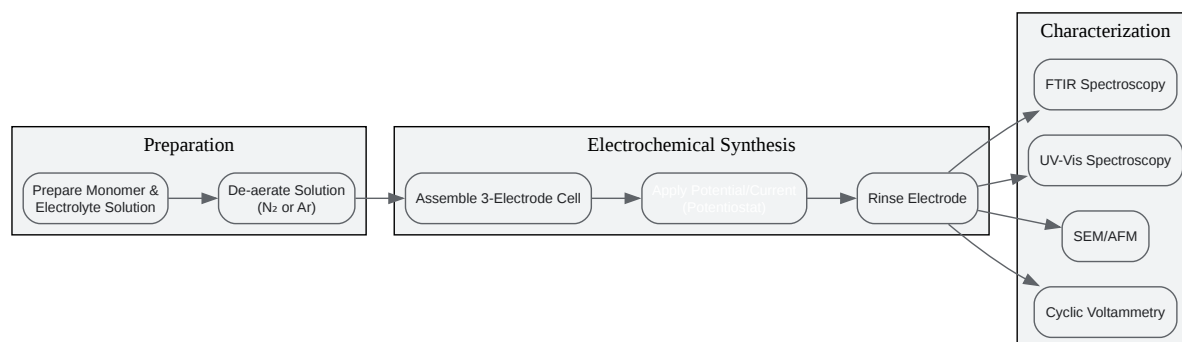 Preparation
Prepare Monomer &
Electrolyte Solution
De-aerate Solution
(N₂ or Ar)
Electrochemical Synthesis
Assemble 3-Electrode Cell
Apply Potential/Current
(Potentiostat)
Rinse Electrode
Characterization
FTIR Spectroscopy
UV-Vis Spectroscopy
SEM/AFM
Cyclic Voltammetry